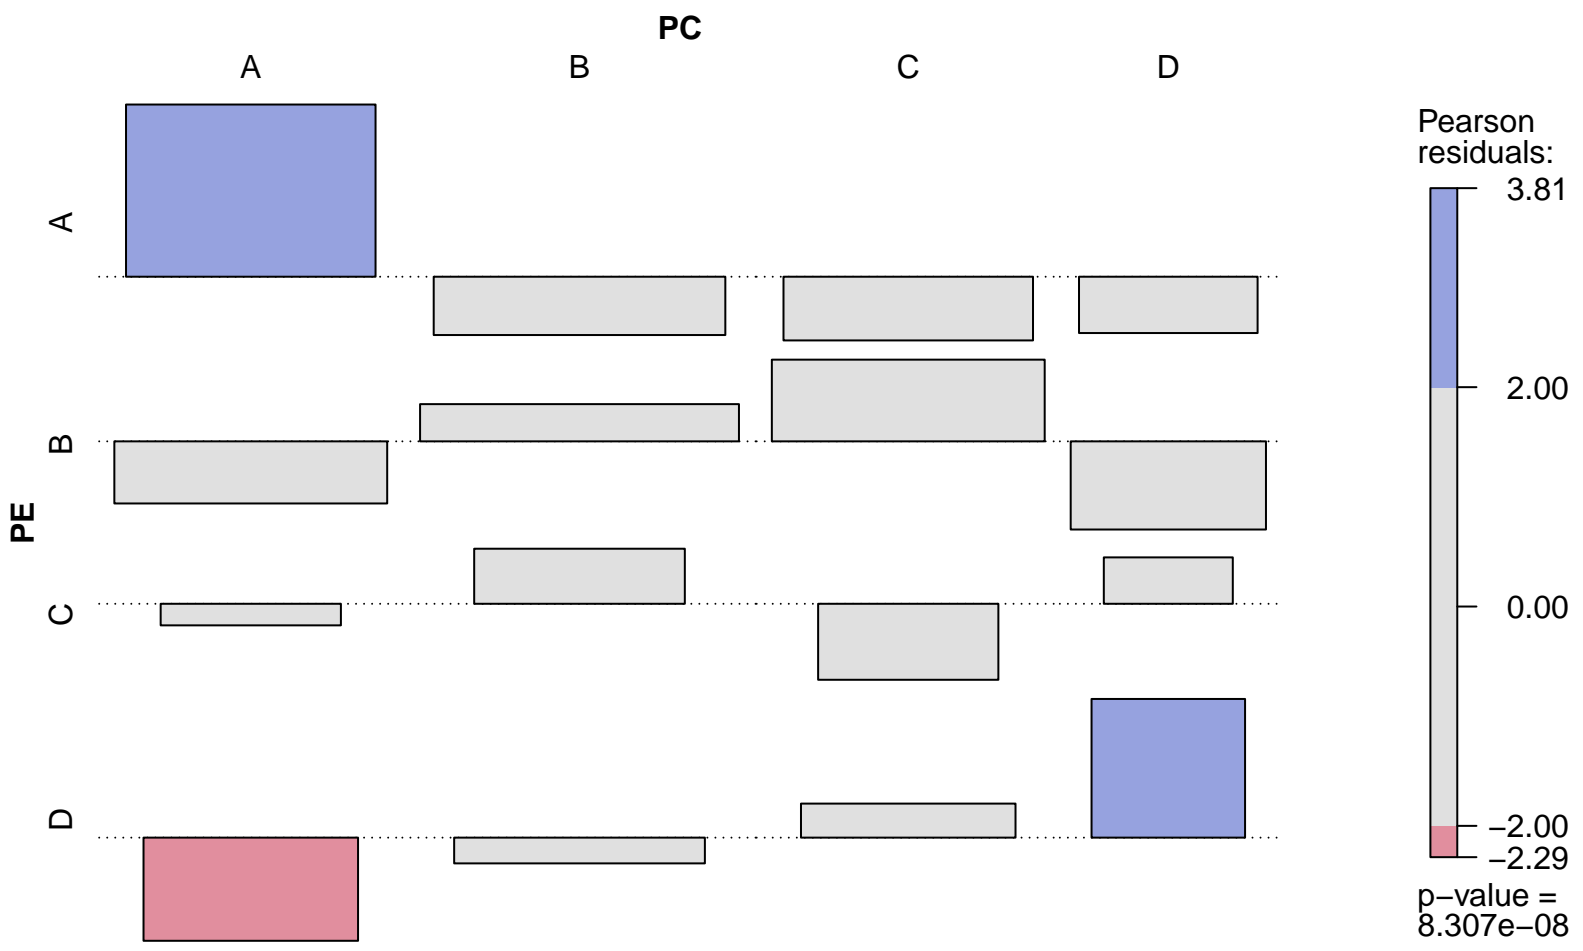 PC
A B C D
A
B
C
D
PE
Pearson
residuals:
3.81
2.00
0.00
−2.00
−2.29
p−value =
8.307e−08